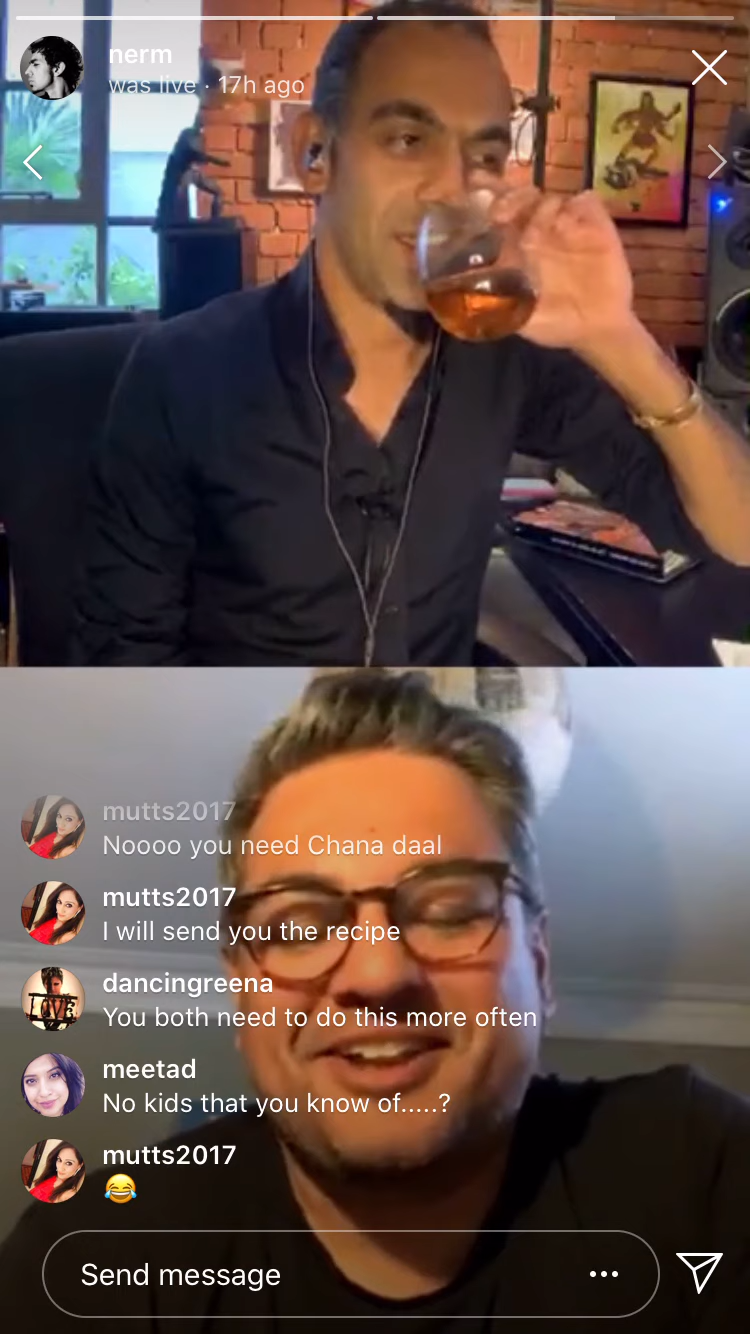 nerm
was live · 17h ago
mutts2017
Noooo you need Chana daal
mutts2017
I will send you the recipe
dancingreena
You both need to do this more often
meetad
No kids that you know of.....?
mutts2017
😂
Send message